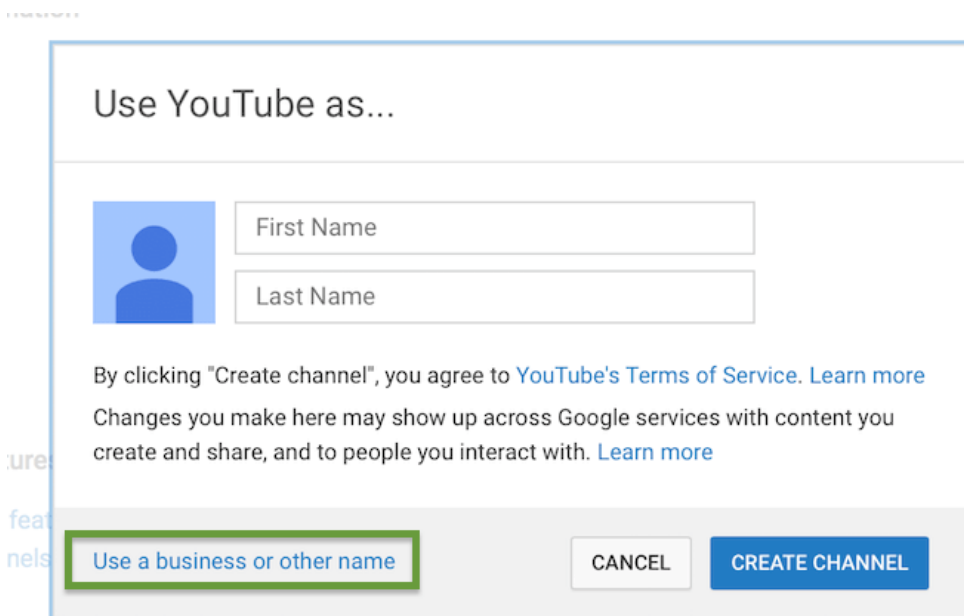 Use YouTube as...
First Name
Last Name
By clicking "Create channel", you agree to YouTube's Terms of Service. Learn more
Changes you make here may show up across Google services with content you
create and share, and to people you interact with. Learn more
feat
nels
Use a business or other name
CANCEL
CREATE CHANNEL